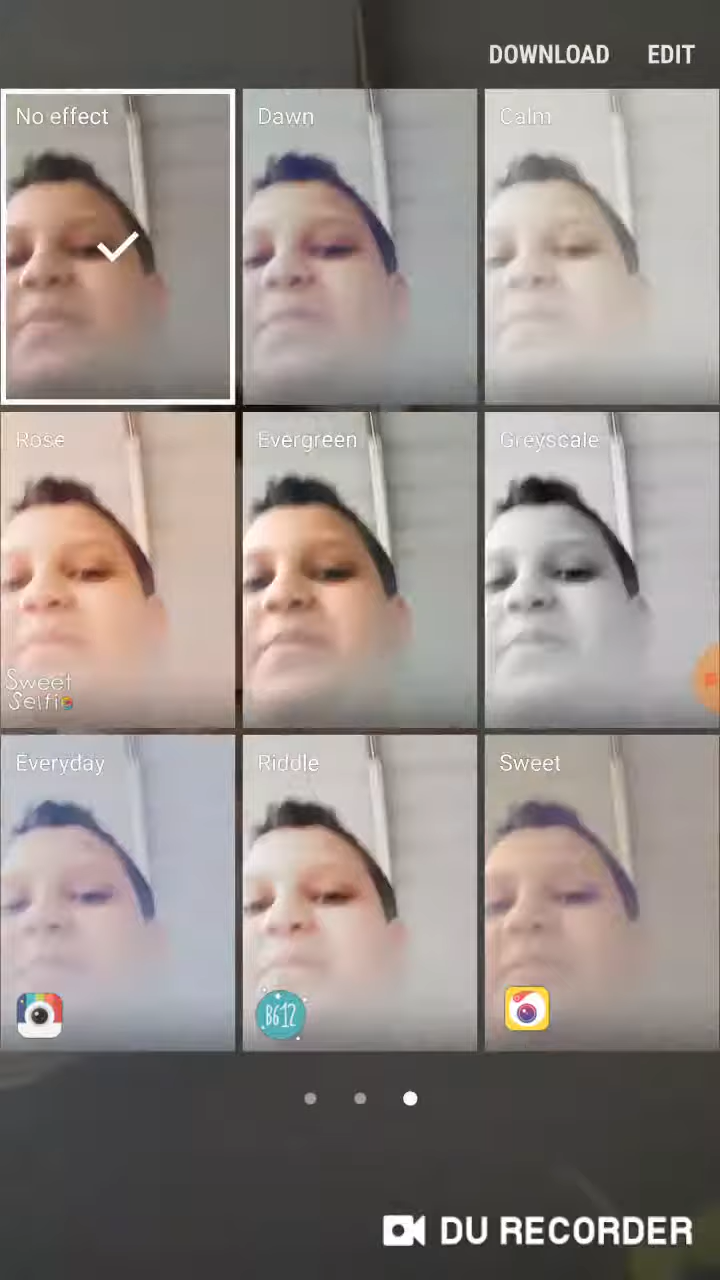 DOWNLOAD EDIT
No effect Dawn Calm
Rose Evergreen Greyscale
Sweet
Selfie
Everyday Riddle Sweet
B612
DU RECORDER